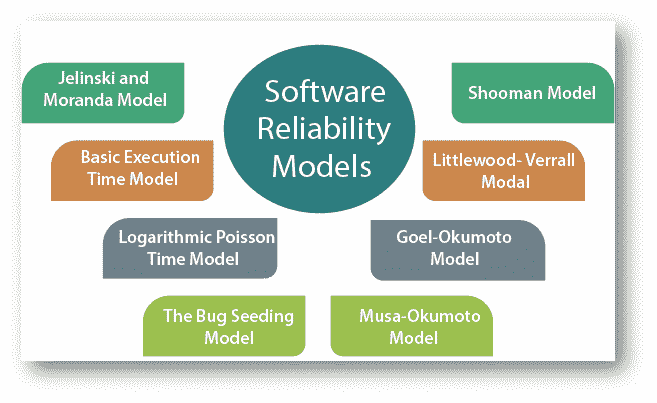 Software
Reliability
Models
Jelinski and
Moranda Model
Shooman Model
Basic Execution
Time Model
Littlewood- Verrall
Modal
Logarithmic Poisson
Time Model
Goel-Okumoto
Model
The Bug Seeding
Model
Musa-Okumoto
Model